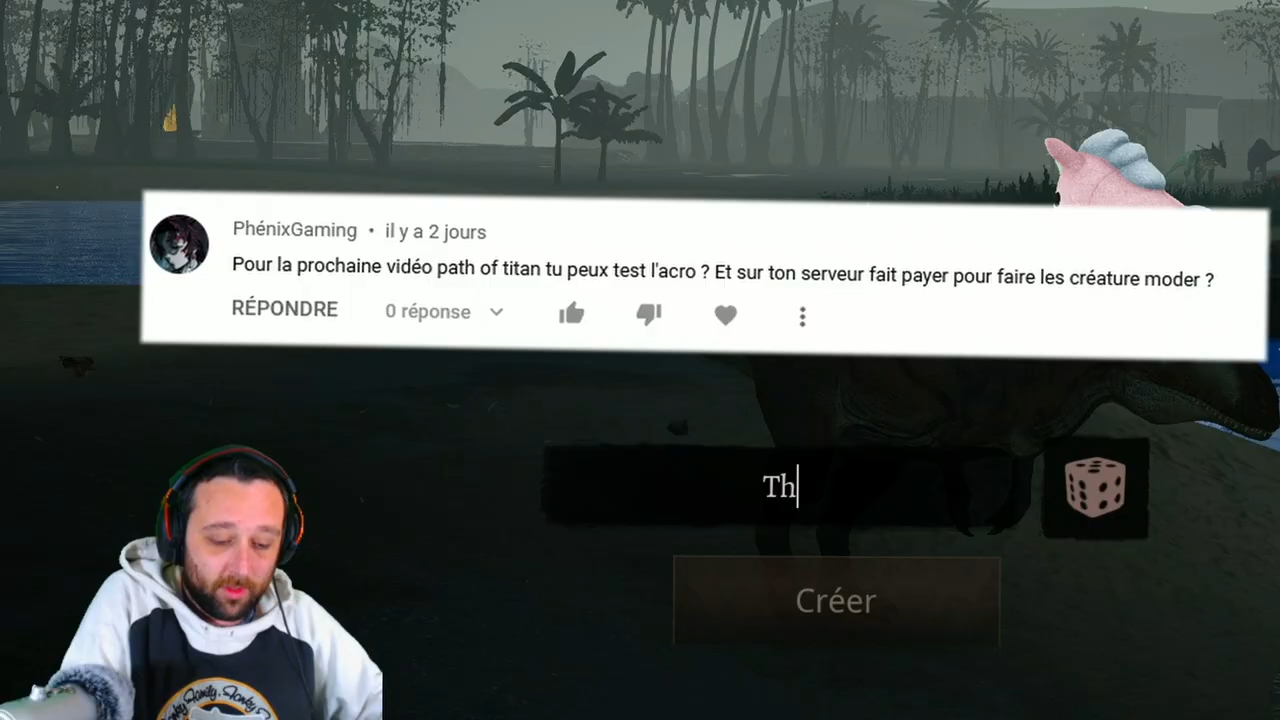 PhénixGaming • il y a 2 jours
Pour la prochaine vidéo path of titan tu peux test l'acro ? Et sur ton serveur fait payer pour faire les créature moder ?
RÉPONDRE 0 réponse
Th
Créer